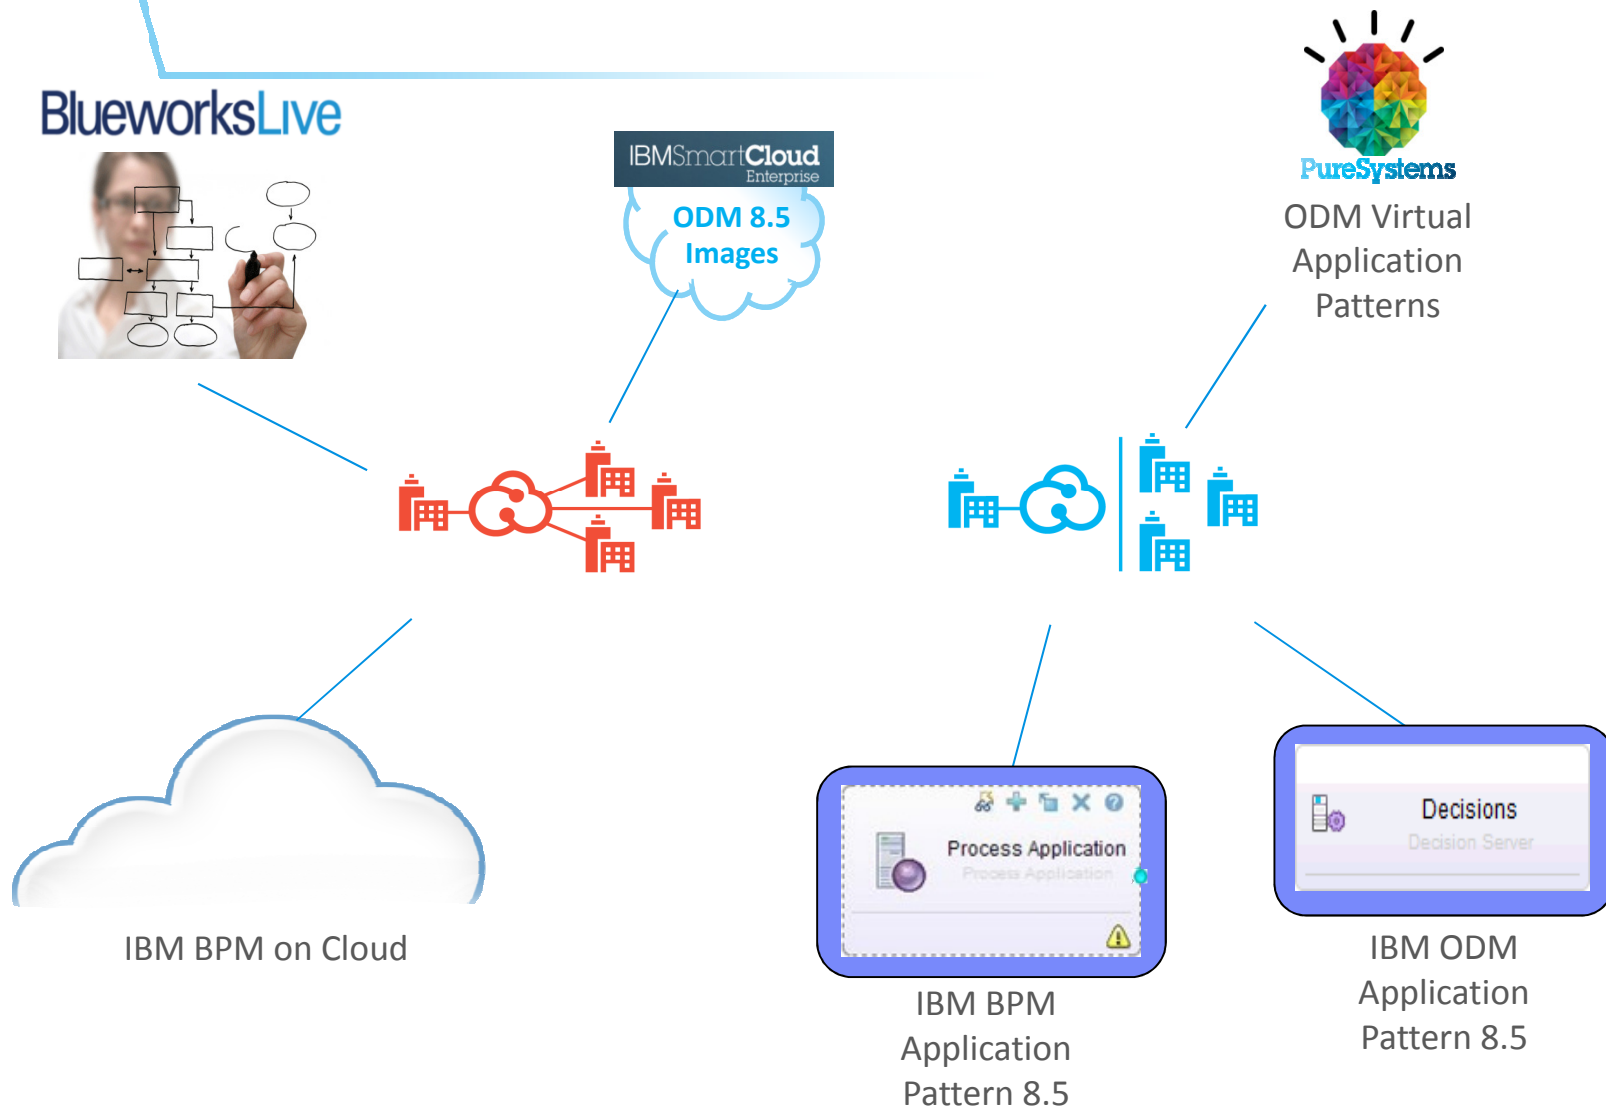 BlueworksLive
IBMSmartCloud
Enterprise
ODM 8.5
Images
PureSystems
ODM Virtual
Application
Patterns
IBM BPM on Cloud
Process Application
Process Application
IBM BPM
Application
Pattern 8.5
Decisions
Decision Server
IBM ODM
Application
Pattern 8.5